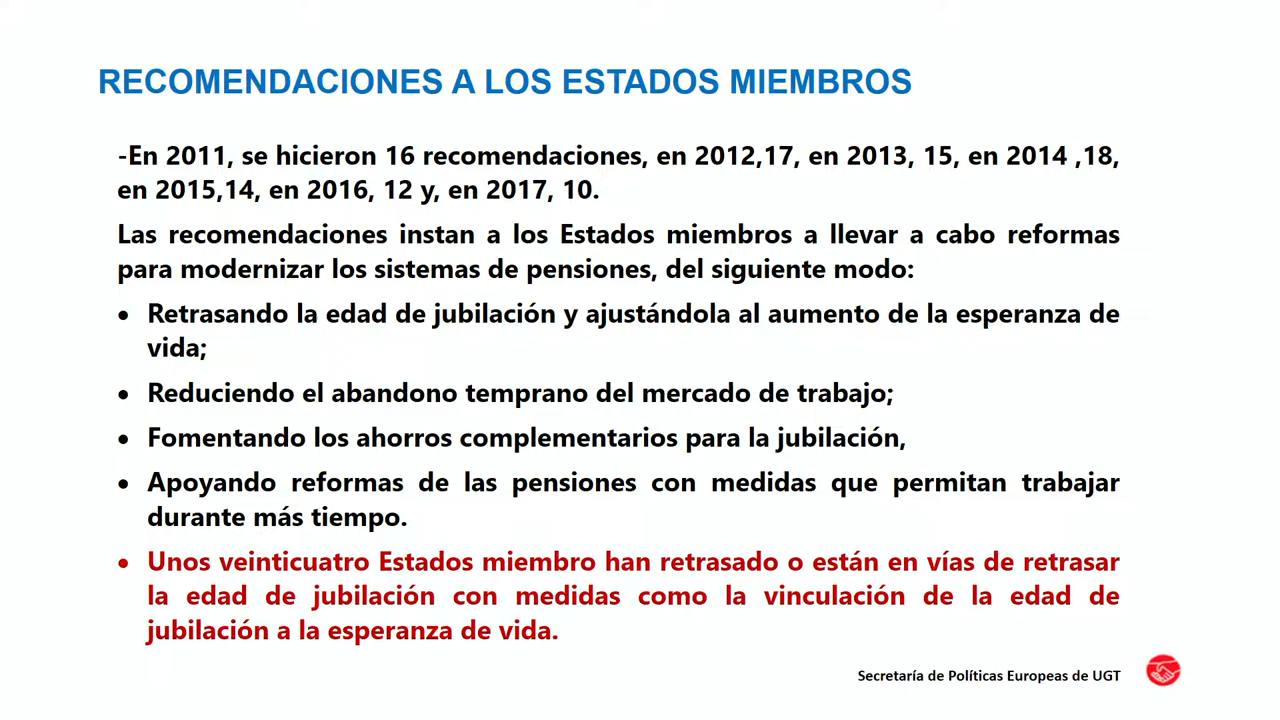 RECOMENDACIONES A LOS ESTADOS MIEMBROS
-En 2011, se hicieron 16 recomendaciones, en 2012,17, en 2013, 15, en 2014 ,18,
en 2015,14, en 2016, 12 y, en 2017, 10.
Las recomendaciones instan a los Estados miembros a llevar a cabo reformas
para modernizar los sistemas de pensiones, del siguiente modo:
• Retrasando la edad de jubilación y ajustándola al aumento de la esperanza de
vida;
• Reduciendo el abandono temprano del mercado de trabajo;
• Fomentando los ahorros complementarios para la jubilación,
• Apoyando reformas de las pensiones con medidas que permitan trabajar
durante más tiempo.
• Unos veinticuatro Estados miembro han retrasado o están en vías de retrasar
la edad de jubilación con medidas como la vinculación de la edad de
jubilación a la esperanza de vida.
Secretaría de Políticas Europeas de UGT